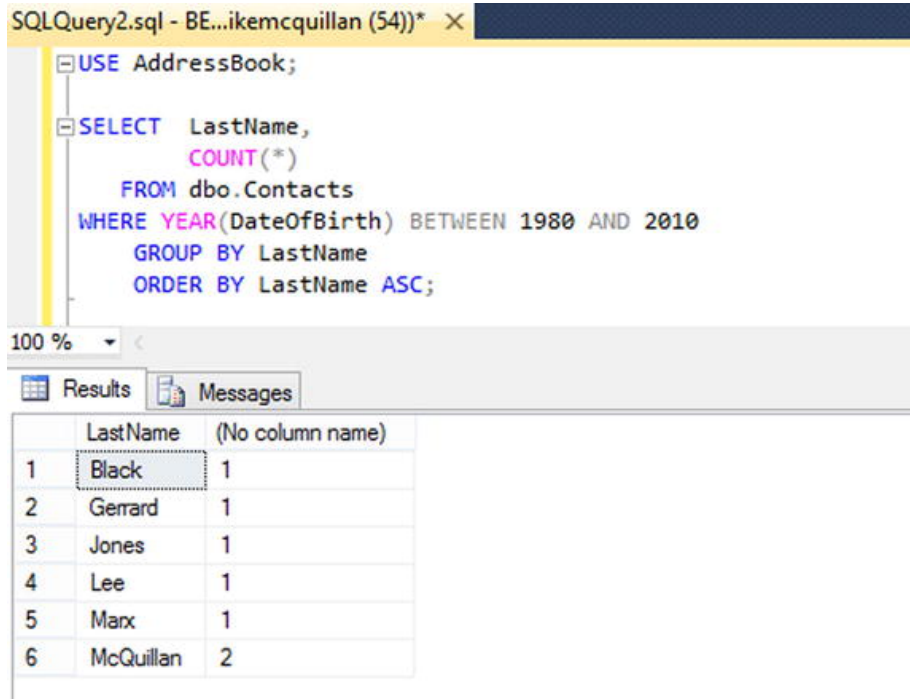 SQLQuery2.sql - BE...ikemcquillan (54))* ×
USE AddressBook;
SELECT LastName,
COUNT(*)
FROM dbo.Contacts
WHERE YEAR(DateOfBirth) BETWEEN 1980 AND 2010
GROUP BY LastName
ORDER BY LastName ASC;
100 %
Results Messages
LastName (No column name)
1 Black 1
2 Gerrard 1
3 Jones 1
4 Lee 1
5 Marx 1
6 McQuillan 2